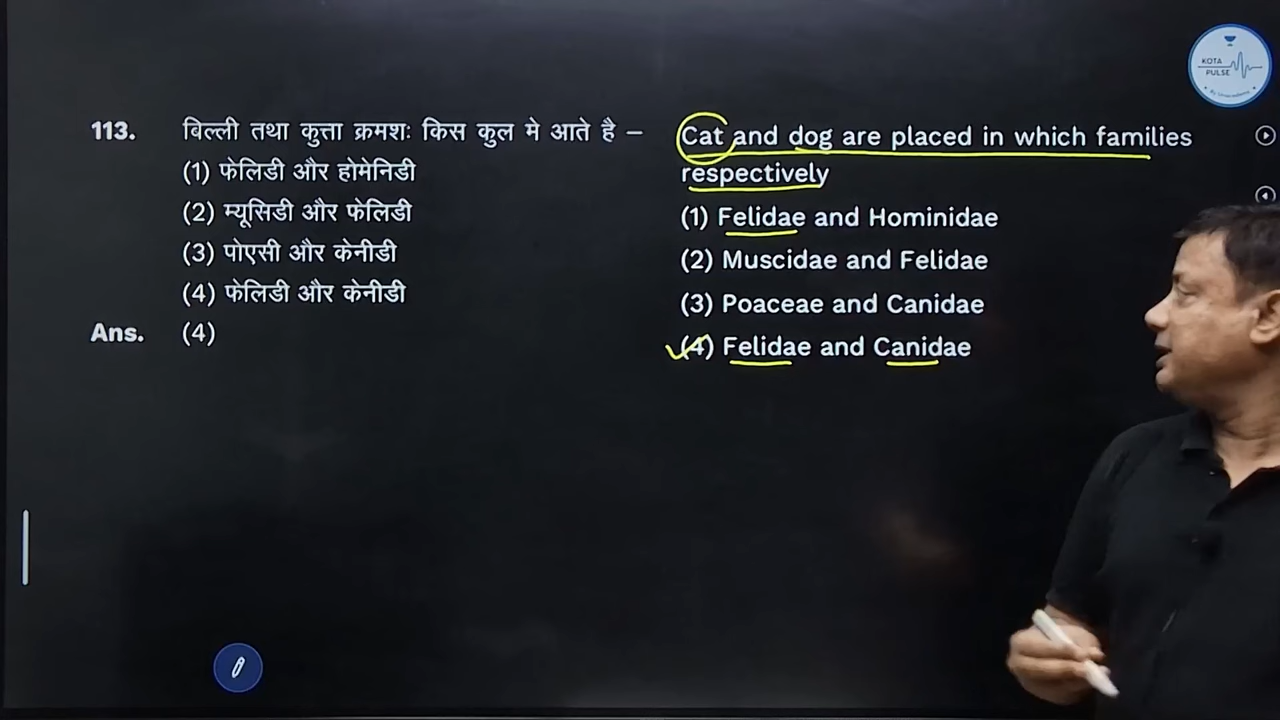 KOTA
PULSE
By Unacademy
113. बिल्ली तथा कुत्ता क्रमशः किस कुल मे आते है –
(1) फेलिडी और होमेनिडी
(2) म्यूसिडी और फेलिडी
(3) पोएसी और केनीडी
(4) फेलिडी और केनीडी
Ans. (4)
Cat and dog are placed in which families
respectively
(1) Felidae and Hominidae
(2) Muscidae and Felidae
(3) Poaceae and Canidae
(4) Felidae and Canidae